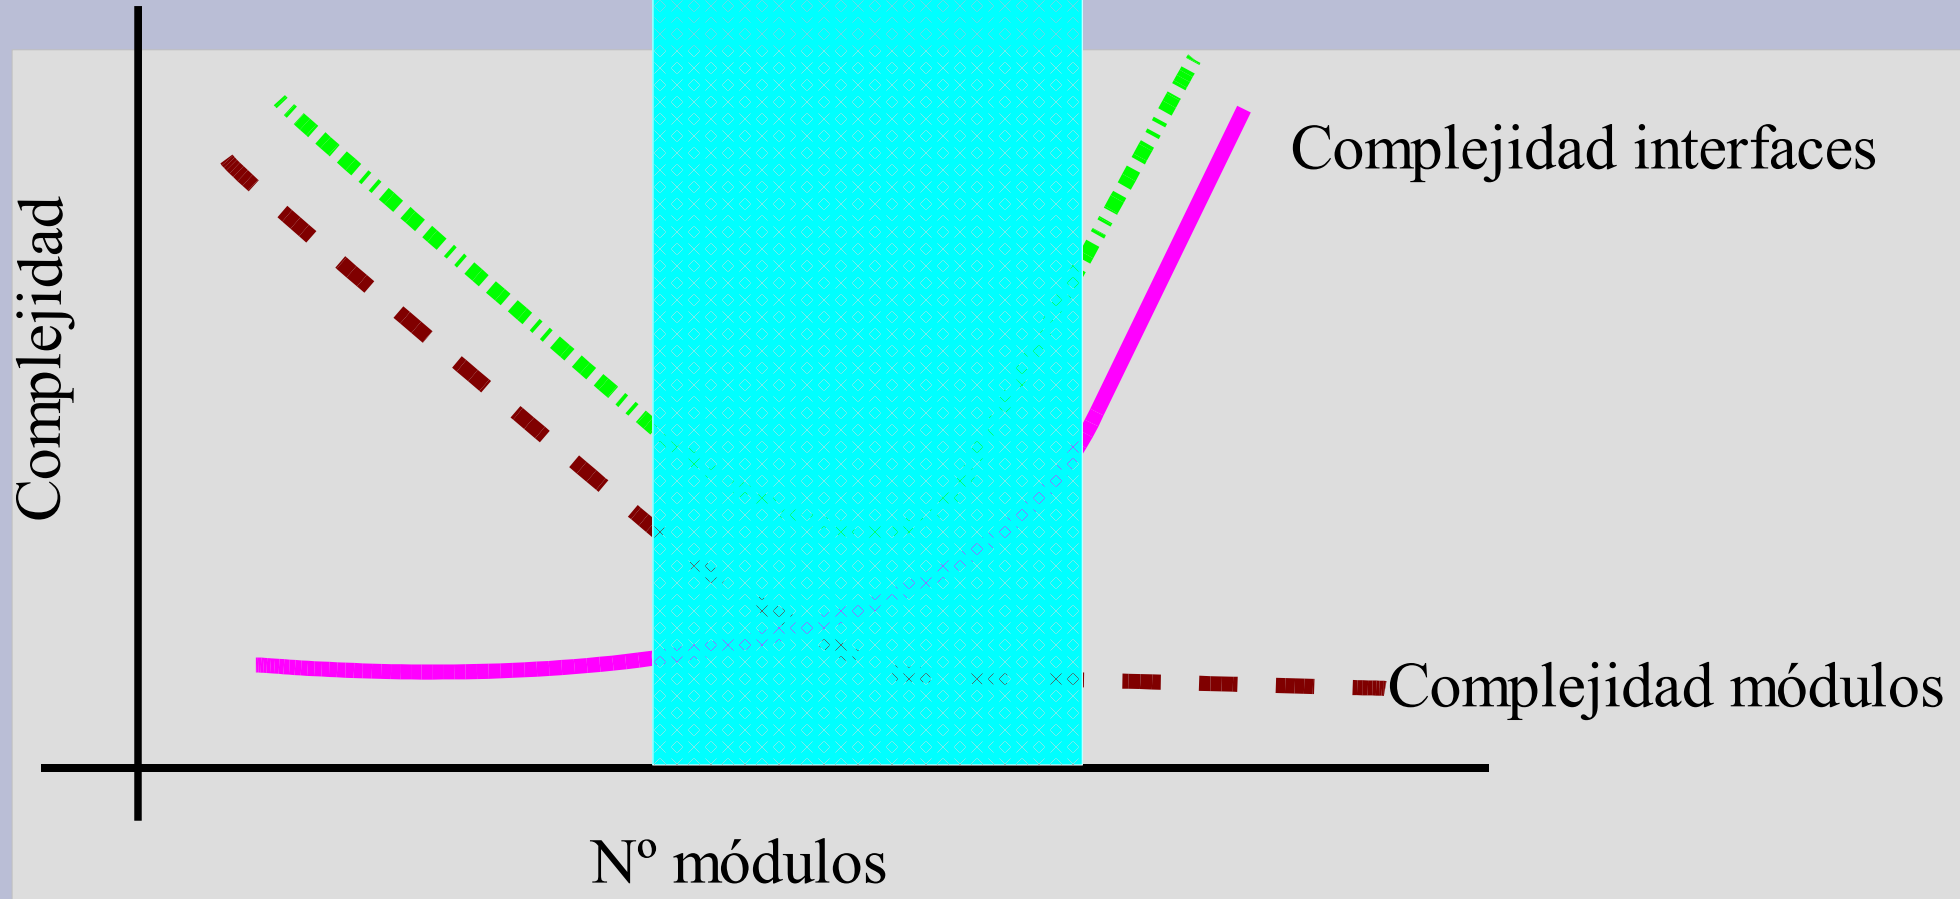 Complejidad
Complejidad interfaces
Complejidad módulos
Nº módulos